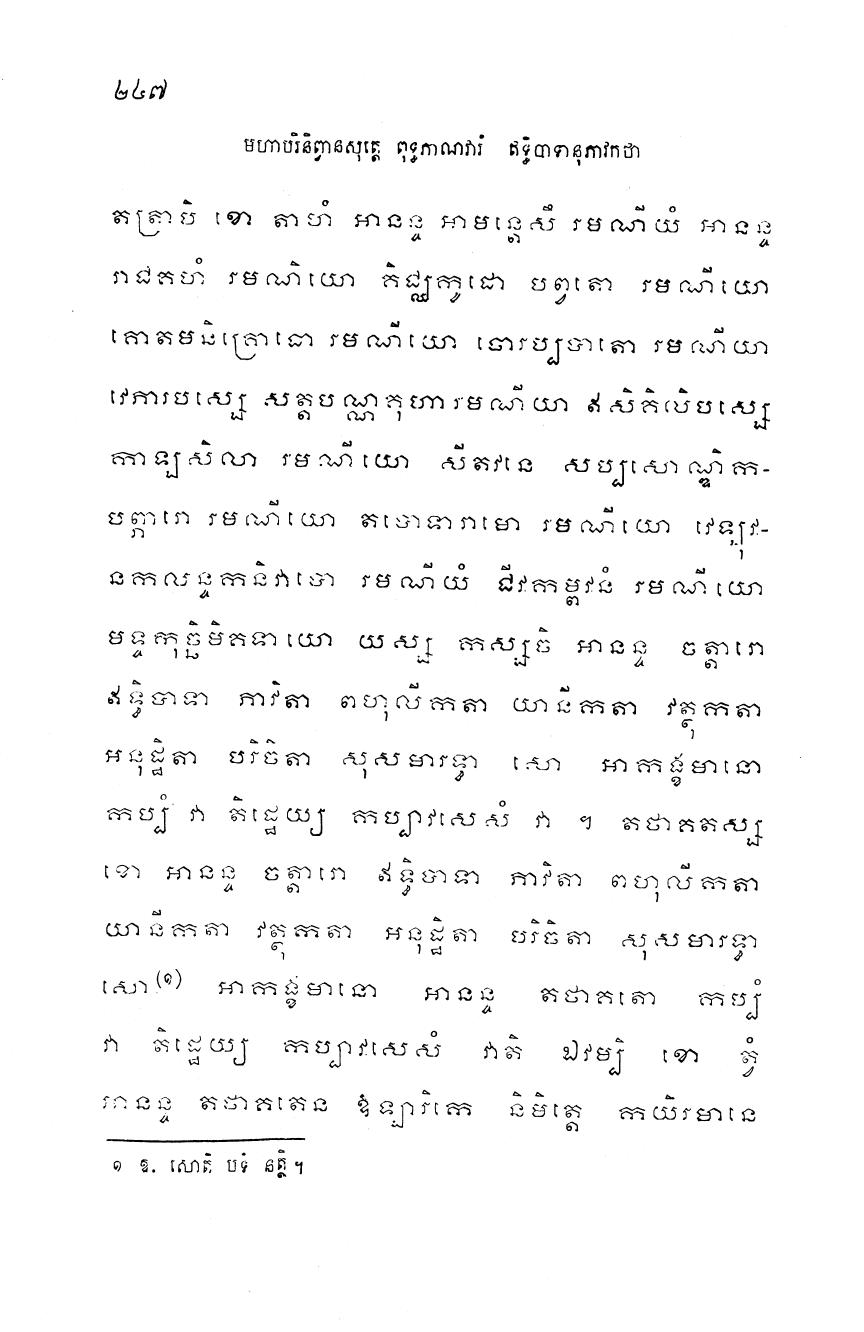 ២៤៧
មហាបរិនិព្វានសុត្តេ ពុទ្ធភាណវារំ ឥទ្ធិបាទានុភាវកថា
តត្រាបិ ខោ តាហំ អានន្ទ អាមន្តេសឹ រមណីយំ អានន្ទ
រាជគហំ រមណិយោ គិជ្ឈកូដោ បព្វតោ រមណីយោ
គោតមនិគ្រោធោ រមណីយោ ចោរប្បបាតោ រមណីយា
វេភារបស្សេ សត្តបណ្ណគុហា រមណីយា ឥសិគិលិបស្សេ
កាឡសិលា រមណីយោ សីតវនេ សប្បសោណ្ឌិក-
បព្ភារោ រមណីយោ តបោទារាមោ រមណីយោ វេឡុវ-
នកលន្ទកនិវាបោ រមណីយំ ជីវកម្ពវនំ រមណីយោ
មទ្ទកុច្ឆិមិគទាយោ យស្ស កស្សចិ អានន្ទ ចត្តារោ
ឥទ្ធិបាទា ភាវិតា ពហុលីកតា យានីកតា វត្ថុកតា
អនុដ្ឋិតា បរិចិតា សុសមារទ្ធា សោ អាកង្ខមានោ
កប្បំ វា តិដ្ឋេយ្យ កប្បាវសេសំ វា ។ តថាគតស្ស
ខោ អានន្ទ ចត្តារោ ឥទ្ធិបាទា ភាវិតា ពហុលីកតា
យានីកតា វត្ថុកតា អនុដ្ឋិតា បរិចិតា សុសមារទ្ធា
សោ(១) អាកង្ខមានោ អានន្ទ តថាគតោ កប្បំ
វា តិដ្ឋេយ្យ កប្បាវសេសំ វាតិ ឯវម្បិ ខោ ត្វំ
អានន្ទ តថាគតេន ឱឡារិកេ និមិត្តេ កយិរមានេ
១ ឱ. សោតិ បទំ នត្ថិ ។